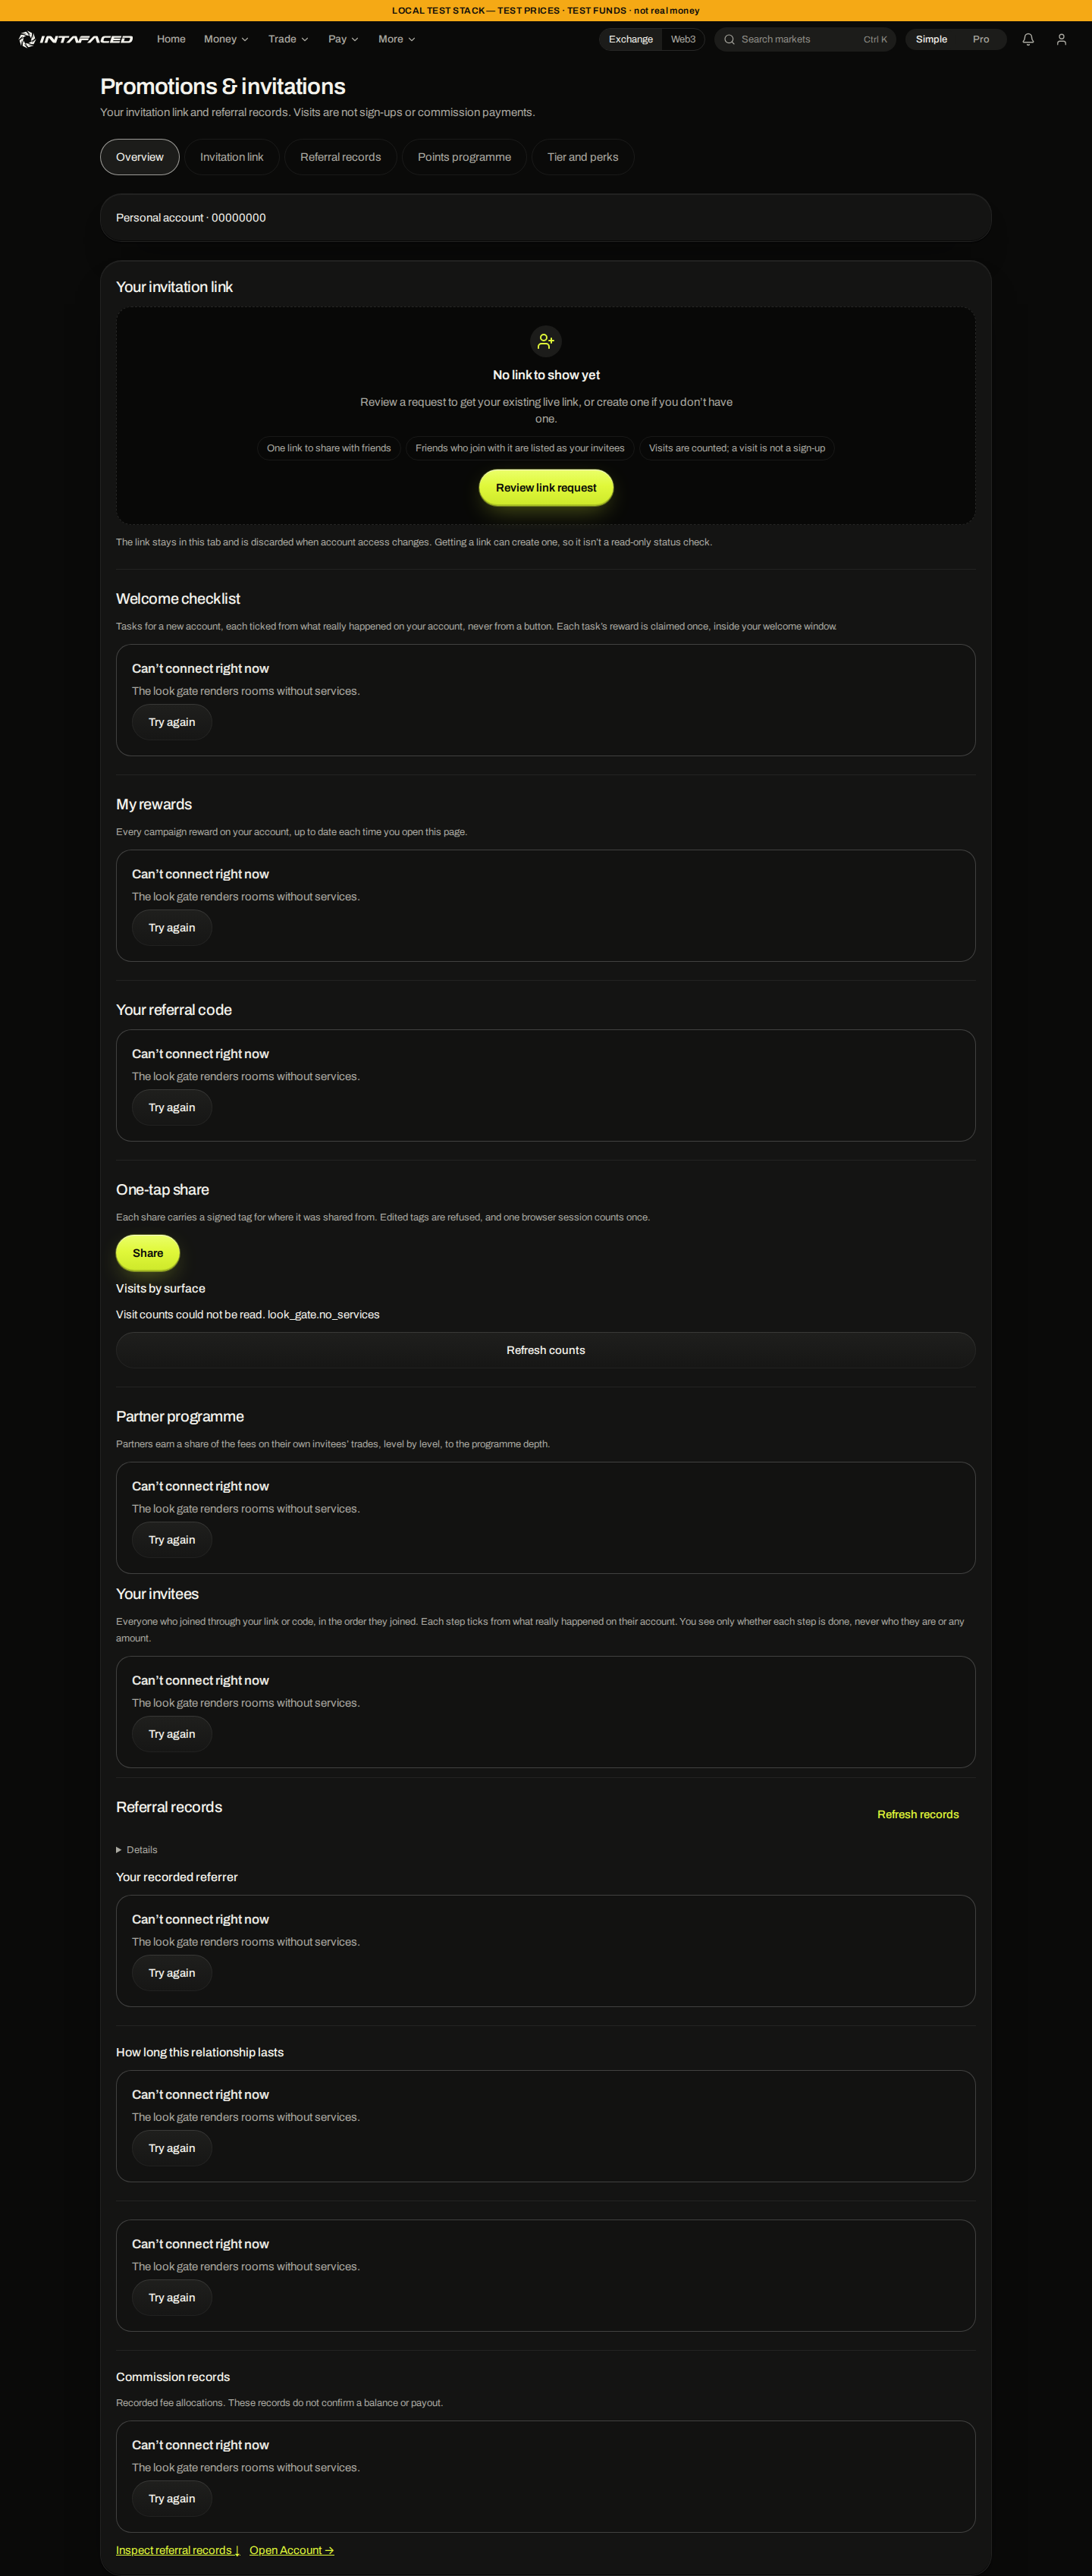 LOCAL TEST STACK — TEST PRICES · TEST FUNDS · not real money
INTAFACED
Home
Money
Trade
Pay
More
Exchange
Web3
Search markets
Ctrl K
Simple
Pro
Promotions & invitations
Your invitation link and referral records. Visits are not sign-ups or commission payments.
Overview
Invitation link
Referral records
Points programme
Tier and perks
Personal account · 00000000
Your invitation link
No link to show yet
Review a request to get your existing live link, or create one if you don’t have
one.
One link to share with friends
Friends who join with it are listed as your invitees
Visits are counted; a visit is not a sign-up
Review link request
The link stays in this tab and is discarded when account access changes. Getting a link can create one, so it isn’t a read-only status check.
Welcome checklist
Tasks for a new account, each ticked from what really happened on your account, never from a button. Each task’s reward is claimed once, inside your welcome window.
Can’t connect right now
The look gate renders rooms without services.
Try again
My rewards
Every campaign reward on your account, up to date each time you open this page.
Can’t connect right now
The look gate renders rooms without services.
Try again
Your referral code
Can’t connect right now
The look gate renders rooms without services.
Try again
One-tap share
Each share carries a signed tag for where it was shared from. Edited tags are refused, and one browser session counts once.
Share
Visits by surface
Visit counts could not be read. look_gate.no_services
Refresh counts
Partner programme
Partners earn a share of the fees on their own invitees’ trades, level by level, to the programme depth.
Can’t connect right now
The look gate renders rooms without services.
Try again
Your invitees
Everyone who joined through your link or code, in the order they joined. Each step ticks from what really happened on their account. You see only whether each step is done, never who they are or any
amount.
Can’t connect right now
The look gate renders rooms without services.
Try again
Referral records
Refresh records
Details
Your recorded referrer
Can’t connect right now
The look gate renders rooms without services.
Try again
How long this relationship lasts
Can’t connect right now
The look gate renders rooms without services.
Try again
Can’t connect right now
The look gate renders rooms without services.
Try again
Commission records
Recorded fee allocations. These records do not confirm a balance or payout.
Can’t connect right now
The look gate renders rooms without services.
Try again
Inspect referral records ↓
Open Account →